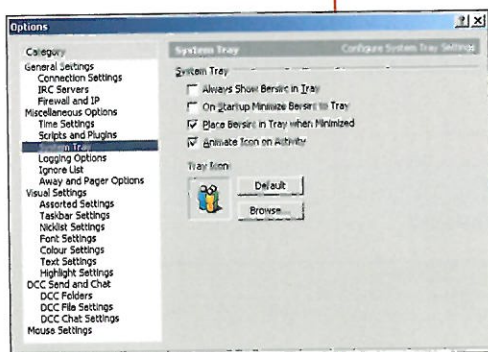 Options
Category
General Settings
Connection Settings
IRC Servers
Firewall and IP
Miscellaneous Options
Time Settings
Scripts and Plugins
System Tray
Logging Options
Ignore List
Away and Pager Options
Visual Settings
Assorted Settings
Taskbar Settings
Nicklist Settings
Font Settings
Colour Settings
Text Settings
Highlight Settings
DCC Send and Chat
DCC Folders
DCC File Settings
DCC Chat Settings
Mouse Settings
System Tray
Configure System Tray Settings
System Tray
Always Show Bersirc in Tray
On Startup Minimize Bersirc to Tray
Place Bersirc in Tray when Minimized
Animate Icon on Activity
Tray Icon
Default
Browse...